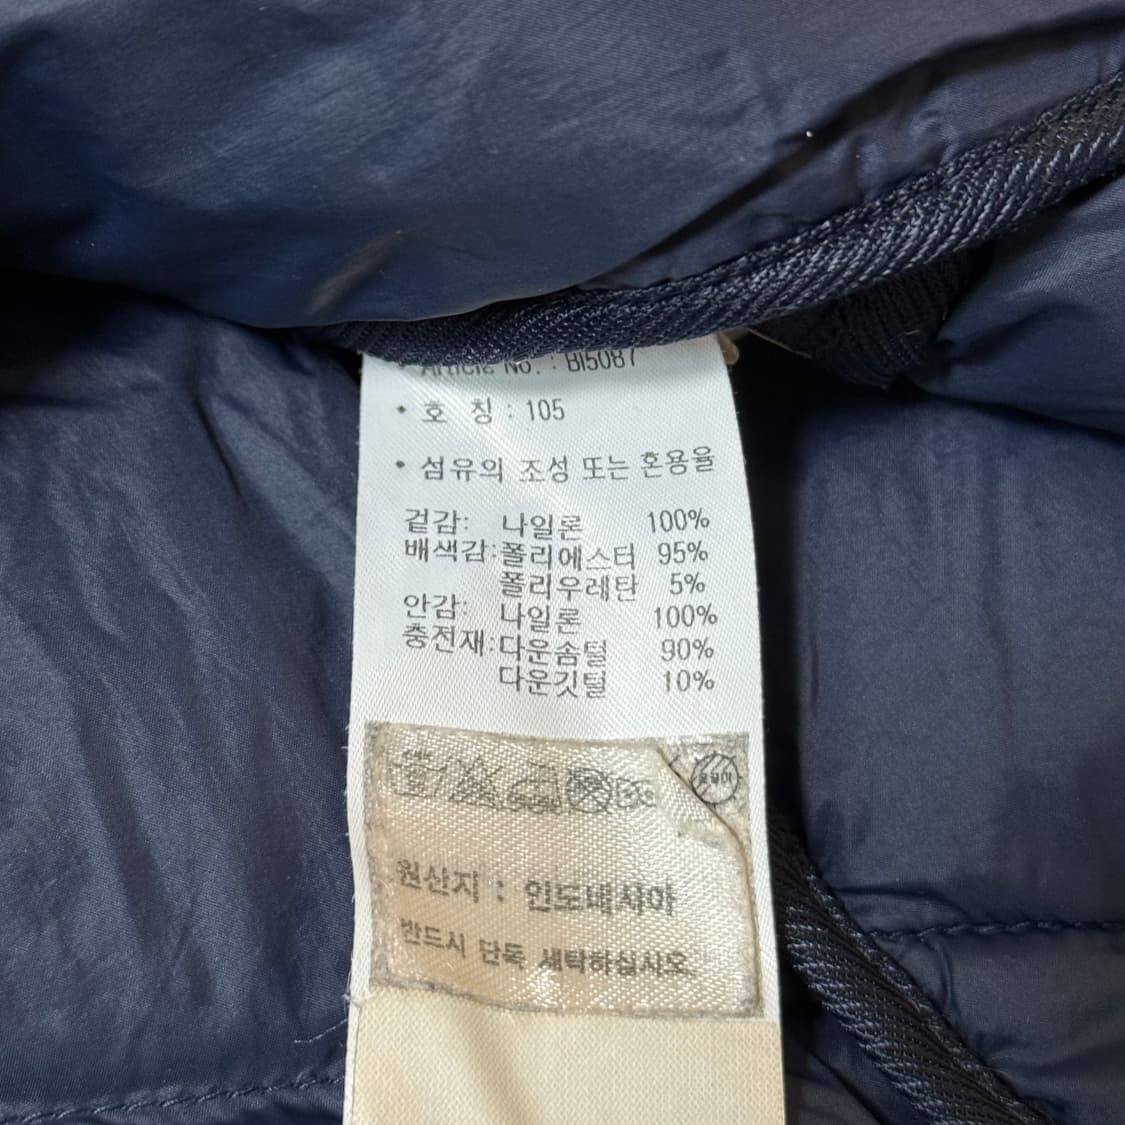 • Article No. : BI5087
• 호 칭 : 105
• 섬유의 조성 또는 혼용율
겉감: 나일론 100%
배색감: 폴리에스터 95%
폴리우레탄 5%
안감: 나일론 100%
충전재: 다운솜털 90%
다운깃털 10%
원산지 : 인도네시아
반드시 단독 세탁하십시오.